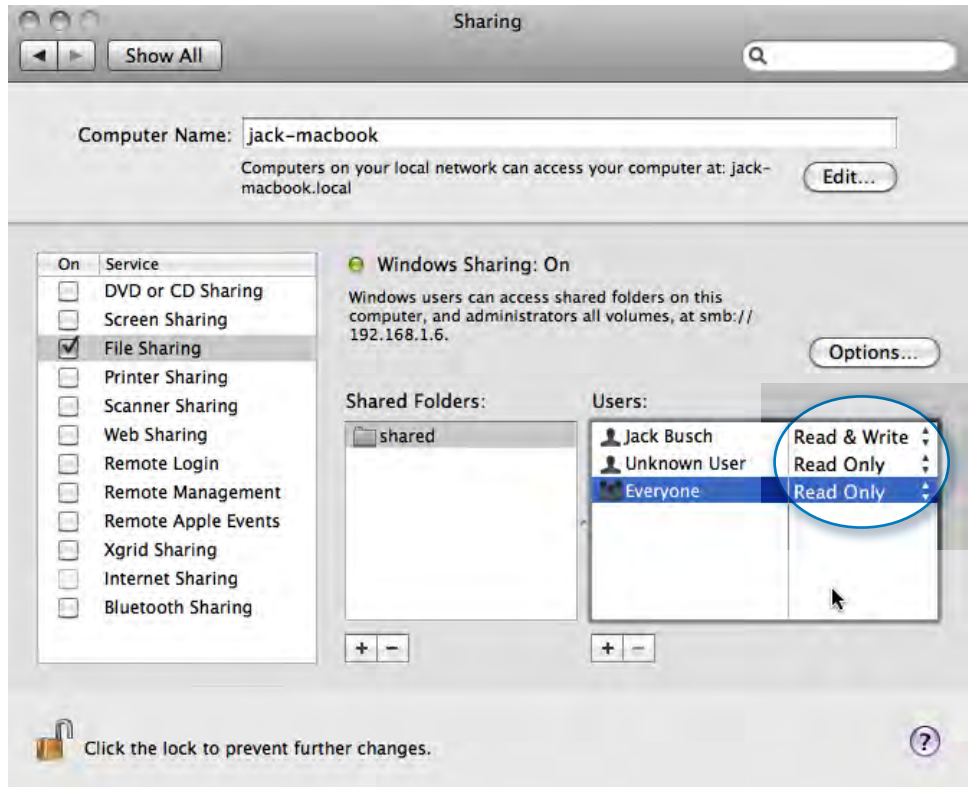 Sharing
Show All
Computer Name: jack-macbook
Computers on your local network can access your computer at: jack-
macbook.local
Edit...
On Service
DVD or CD Sharing
Screen Sharing
File Sharing
Printer Sharing
Scanner Sharing
Web Sharing
Remote Login
Remote Management
Remote Apple Events
Xgrid Sharing
Internet Sharing
Bluetooth Sharing
Windows Sharing: On
Windows users can access shared folders on this
computer, and administrators all volumes, at smb://
192.168.1.6.
Options...
Shared Folders:
shared
Users:
Jack Busch Read & Write
Unknown User Read Only
Everyone Read Only
+ −
+ −
Click the lock to prevent further changes.
?